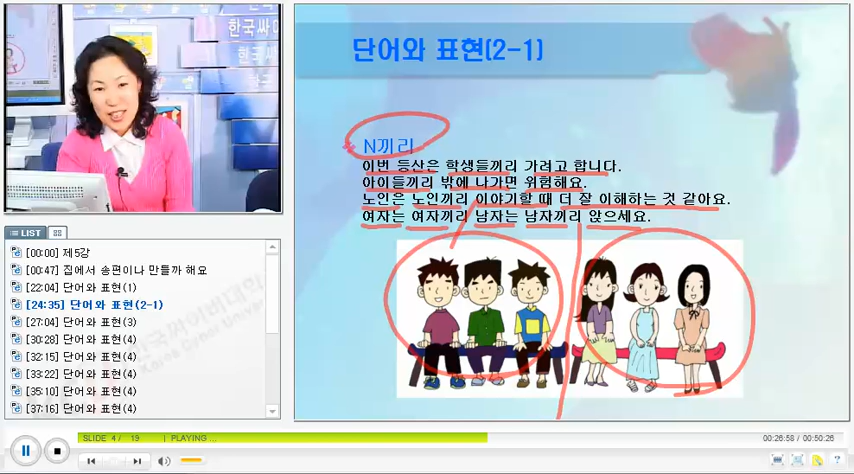 한국싸이
단어와 표현(2-1)
N끼리
이번 등산은 학생들끼리 가려고 합니다.
아이들끼리 밖에 나가면 위험해요.
노인은 노인끼리 이야기할 때 더 잘 이해하는 것 같아요.
여자는 여자끼리 남자는 남자끼리 앉으세요.
LIST
[00:00] 제5강
[00:47] 집에서 송편이나 만들까 해요
[22:04] 단어와 표현(1)
[24:35] 단어와 표현(2-1)
[27:04] 단어와 표현(3)
[30:28] 단어와 표현(4)
[32:15] 단어와 표현(4)
[33:22] 단어와 표현(4)
[35:10] 단어와 표현(4)
[37:16] 단어와 표현(4)
SLIDE 4 / 19 | PLAYING ...
00:26:58 / 00:50:26